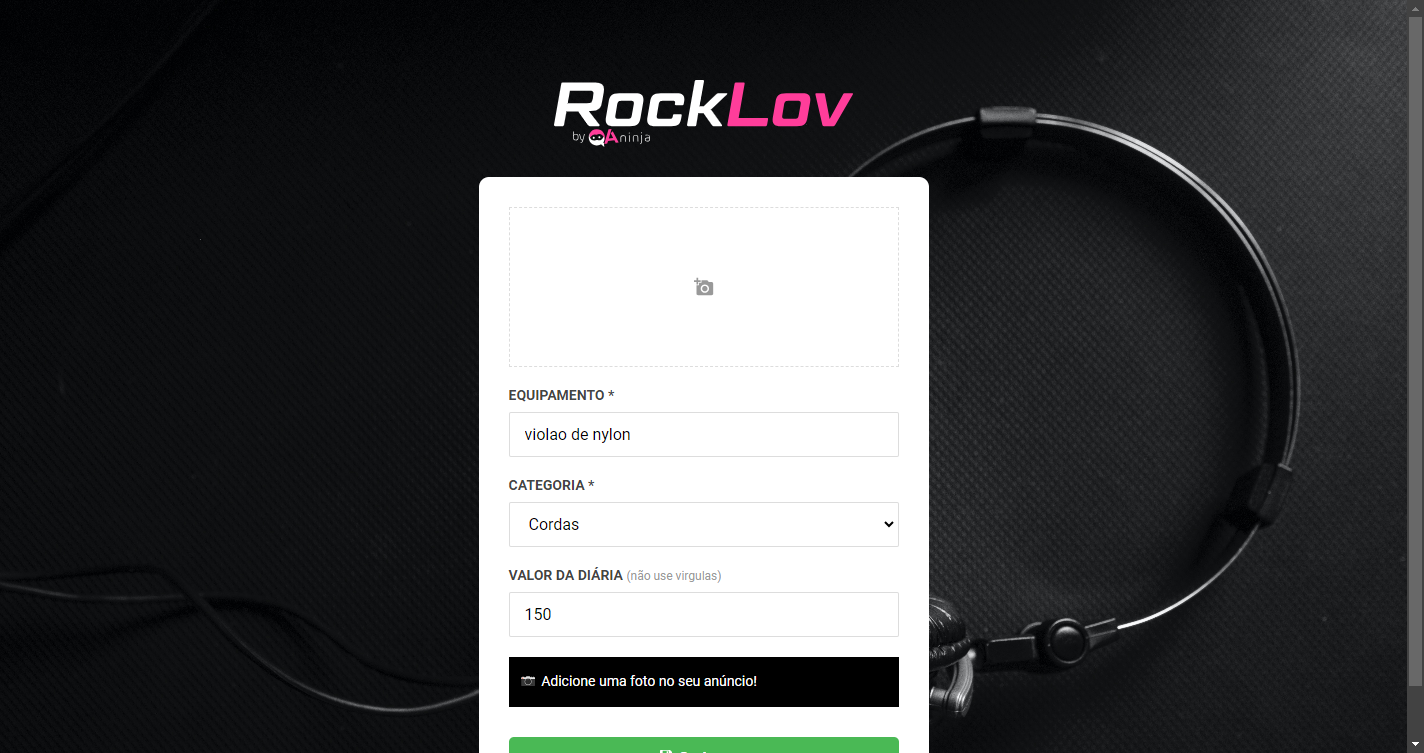 RockLov
by QAninja
EQUIPAMENTO *
violao de nylon
CATEGORIA *
Cordas
VALOR DA DIÁRIA (não use virgulas)
150
Adicione uma foto no seu anúncio!